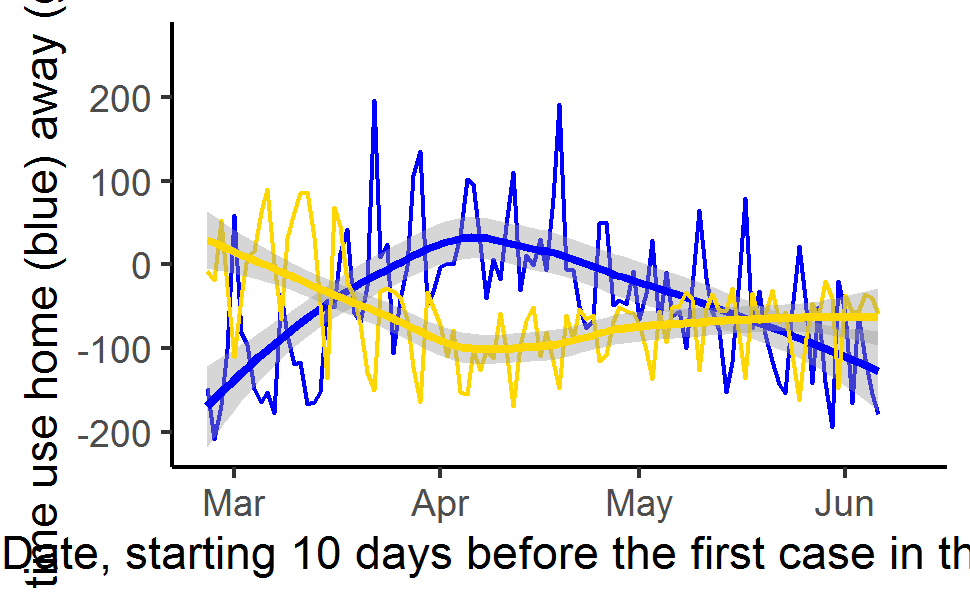 time use home (blue) away (
200
100
0
-100
-200
Mar Apr May Jun
Date, starting 10 days before the first case in